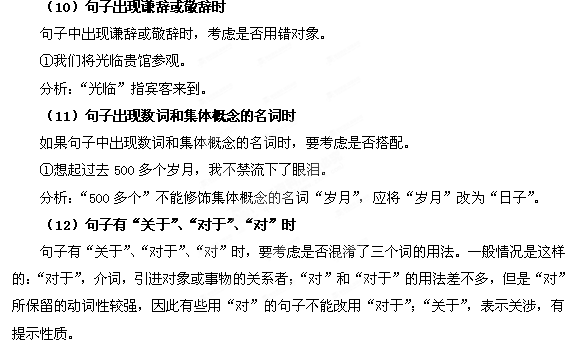 （10）句子出现谦辞或敬辞时
句子中出现谦辞或敬辞时，考虑是否用错对象。
①我们将光临贵馆参观。
分析：“光临”指宾客来到。
（11）句子出现数词和集体概念的名词时
如果句子中出现数词和集体概念的名词时，要考虑是否搭配。
①想起过去 500 多个岁月，我不禁流下了眼泪。
分析：“500 多个”不能修饰集体概念的名词“岁月”，应将“岁月”改为“日子”。
（12）句子有“关于”、“对于”、“对”时
句子有“关于”、“对于”、“对”时，要考虑是否混淆了三个词的用法。一般情况是这样
的：“对于”，介词，引进对象或事物的关系者；“对”和“对于”的用法差不多，但是“对”
所保留的动词性较强，因此有些用“对”的句子不能改用“对于”；“关于”，表示关涉，有
提示性质。